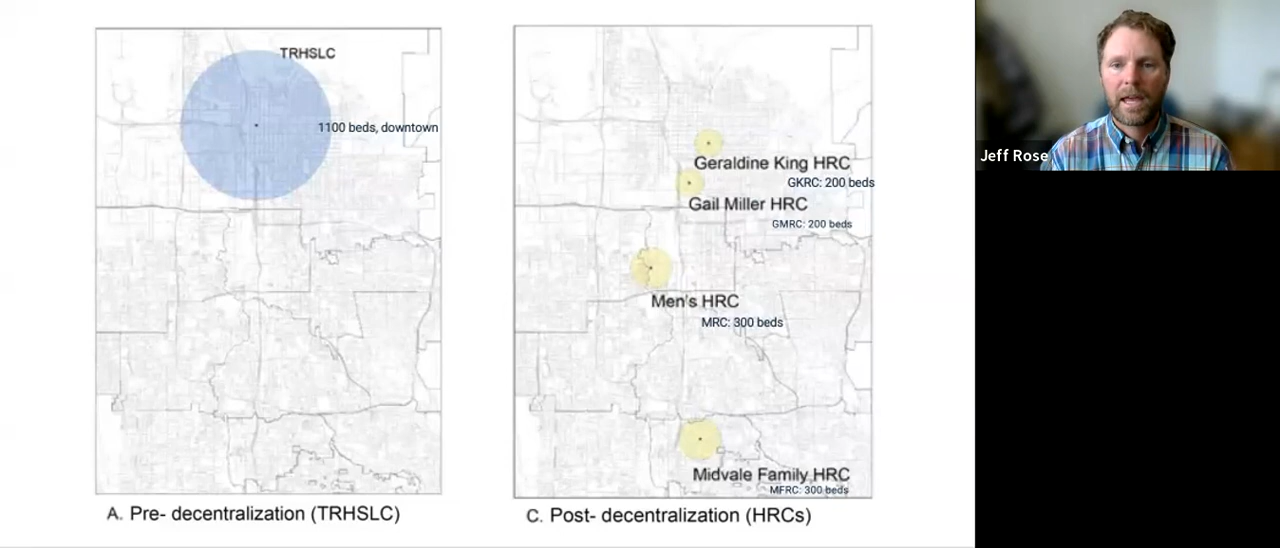 TRHSLC
1100 beds, downtown
A. Pre- decentralization (TRHSLC)
Geraldine King HRC
GKRC: 200 beds
Gail Miller HRC
GMRC: 200 beds
Men's HRC
MRC: 300 beds
Midvale Family HRC
MFRC: 300 beds
C. Post- decentralization (HRCs)
Jeff Rose